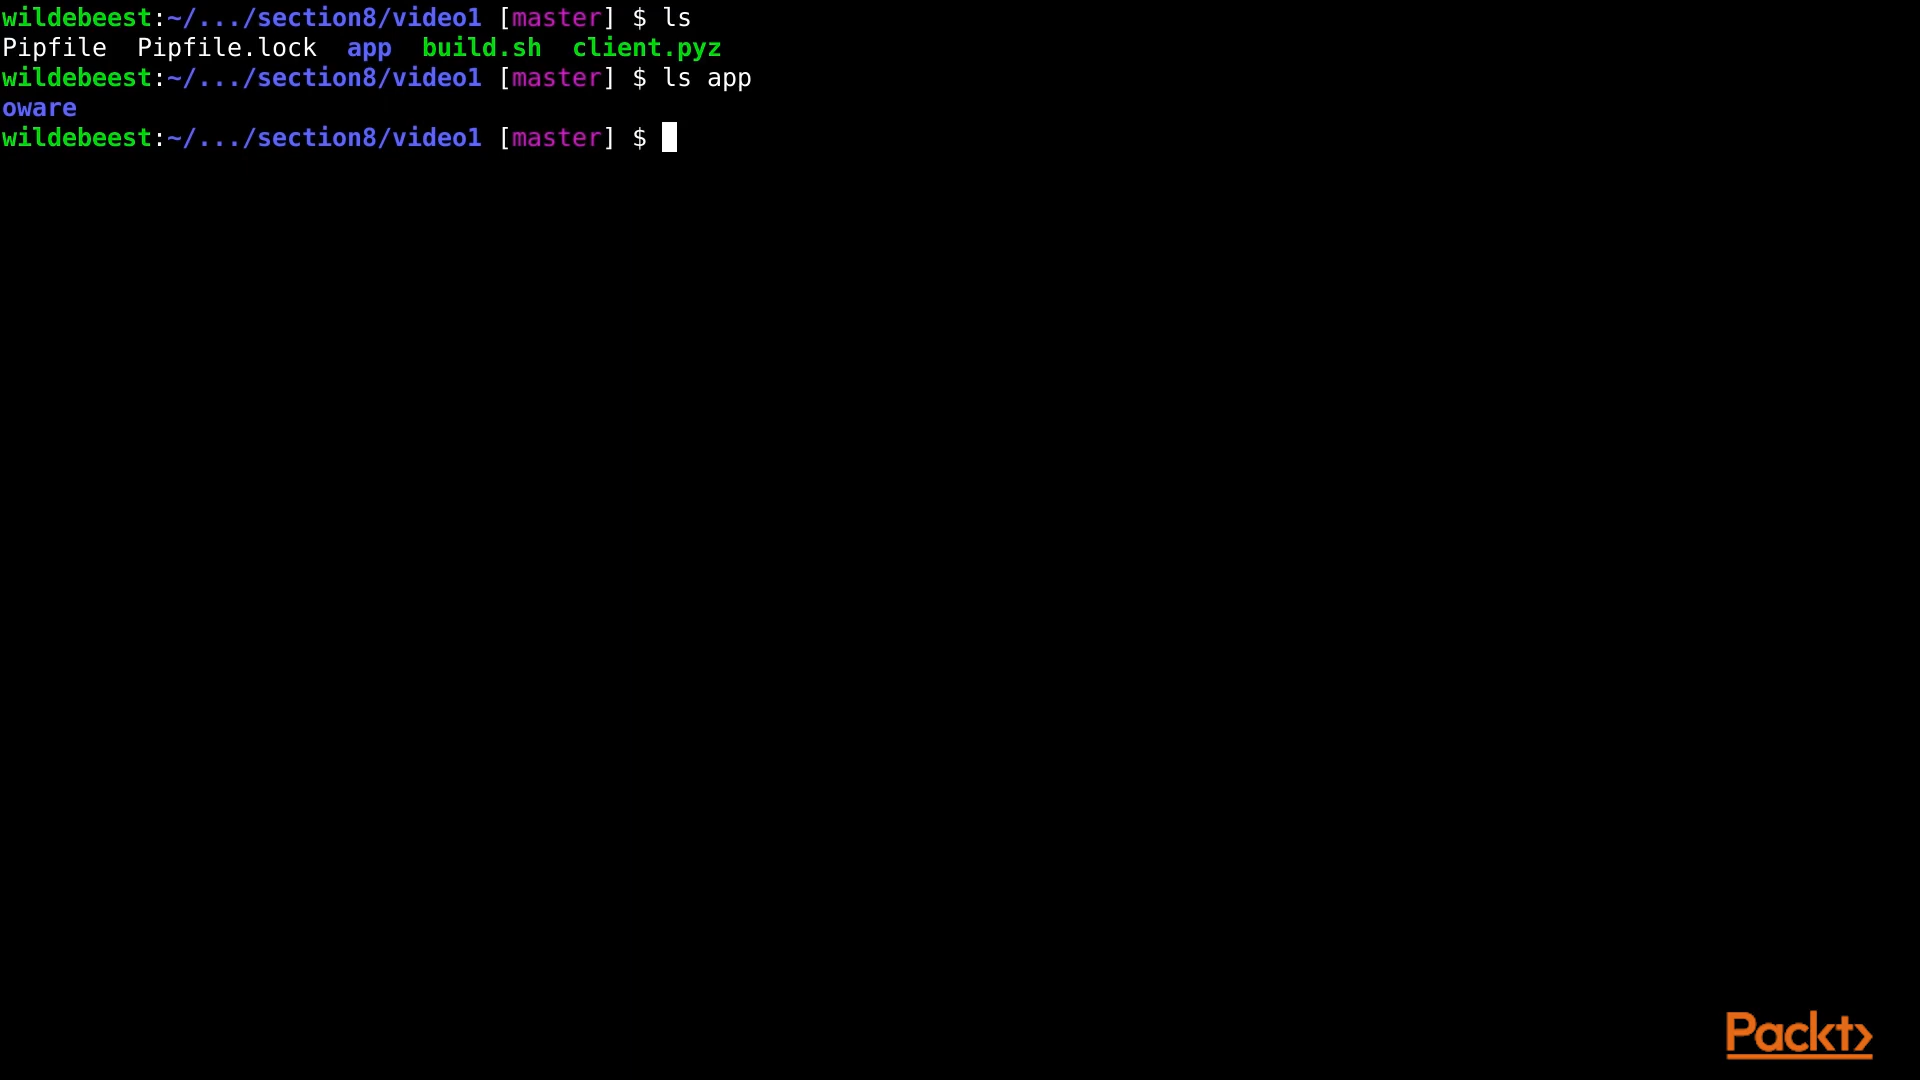 wildebeest:~/.../section8/video1 [master] $ ls
Pipfile  Pipfile.lock  app  build.sh  client.pyz
wildebeest:~/.../section8/video1 [master] $ ls app
oware
wildebeest:~/.../section8/video1 [master] $
Packt